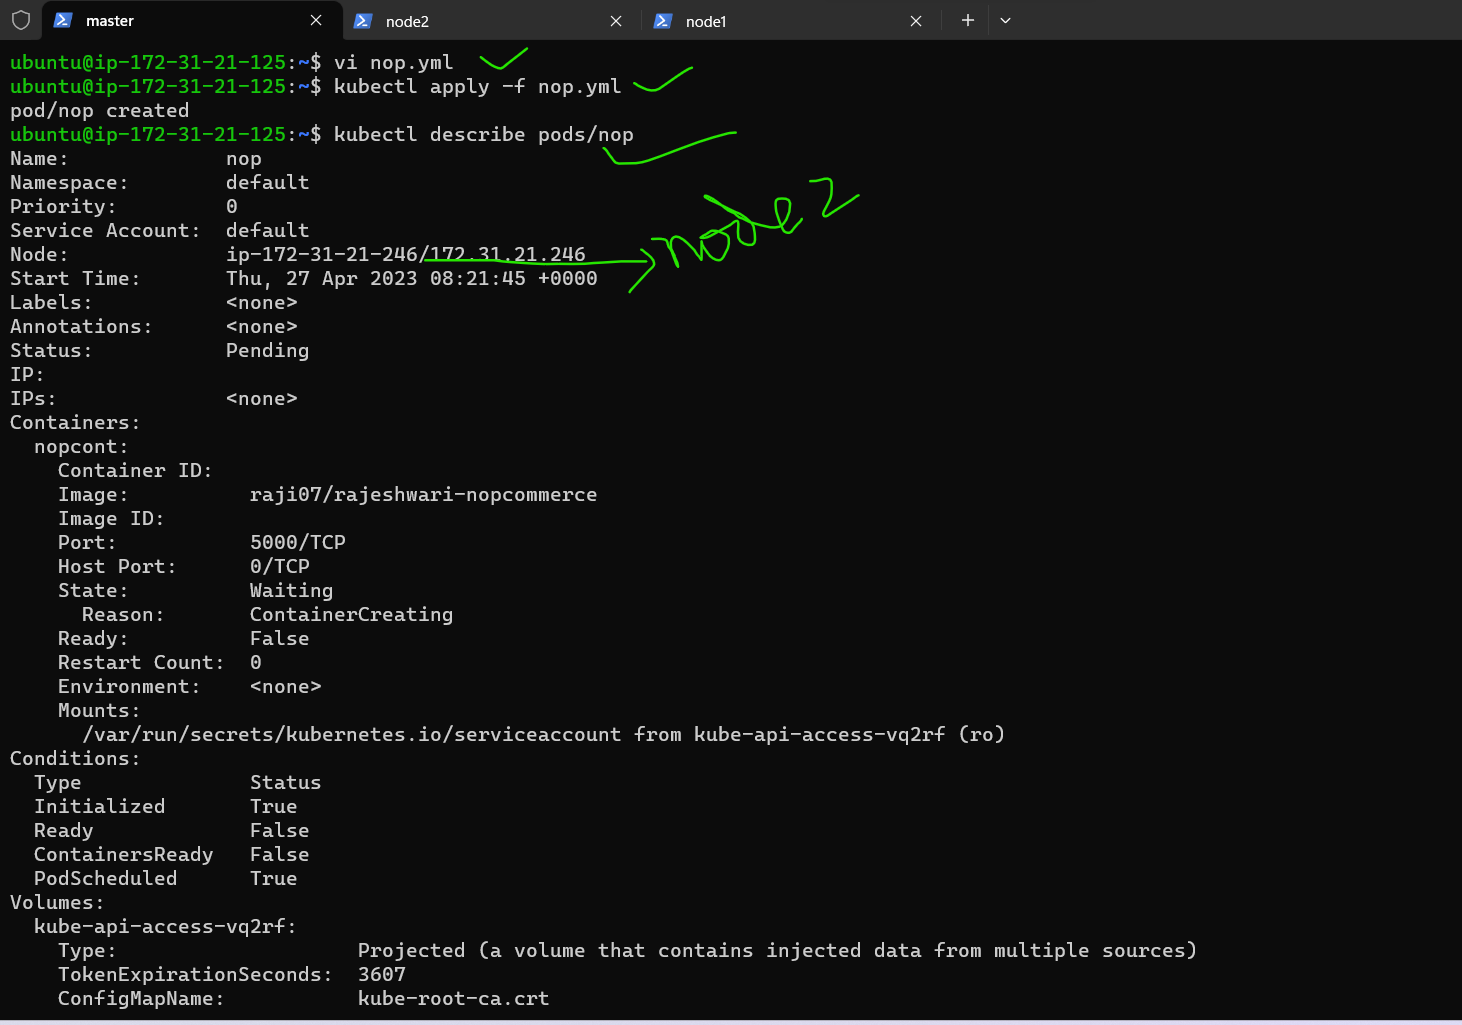 master node2 node1
ubuntu@ip-172-31-21-125:~$ vi nop.yml
ubuntu@ip-172-31-21-125:~$ kubectl apply -f nop.yml
pod/nop created
ubuntu@ip-172-31-21-125:~$ kubectl describe pods/nop
Name: nop
Namespace: default
Priority: 0
Service Account: default
Node: ip-172-31-21-246/172.31.21.246
node2
Start Time: Thu, 27 Apr 2023 08:21:45 +0000
Labels: <none>
Annotations: <none>
Status: Pending
IP:
IPs: <none>
Containers:
nopcont:
Container ID:
Image: raji07/rajeshwari-nopcommerce
Image ID:
Port: 5000/TCP
Host Port: 0/TCP
State: Waiting
Reason: ContainerCreating
Ready: False
Restart Count: 0
Environment: <none>
Mounts:
/var/run/secrets/kubernetes.io/serviceaccount from kube-api-access-vq2rf (ro)
Conditions:
Type Status
Initialized True
Ready False
ContainersReady False
PodScheduled True
Volumes:
kube-api-access-vq2rf:
Type: Projected (a volume that contains injected data from multiple sources)
TokenExpirationSeconds: 3607
ConfigMapName: kube-root-ca.crt